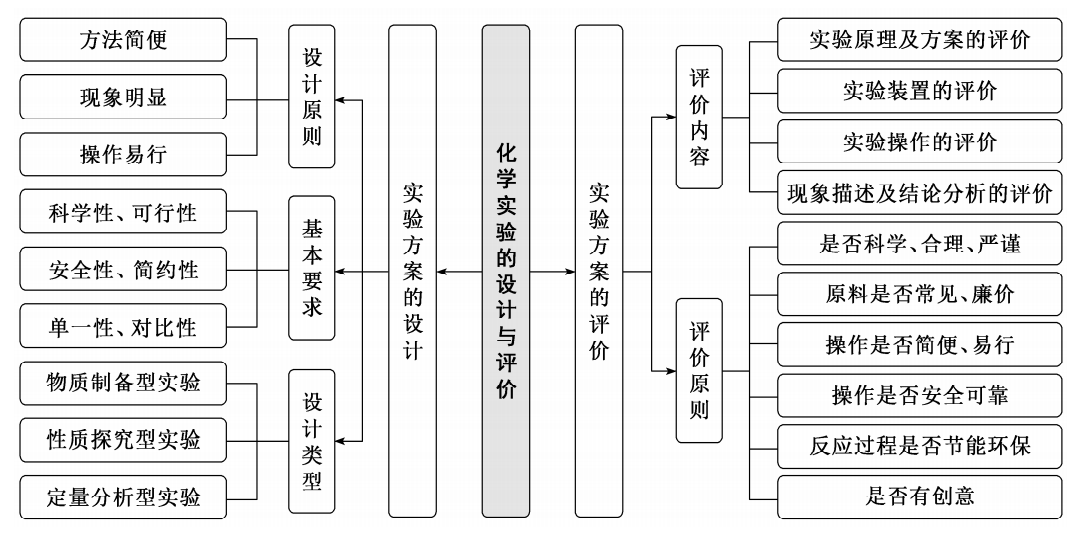 方法简便
现象明显
操作易行
设计原则
科学性、可行性
安全性、简约性
单一性、对比性
基本要求
物质制备型实验
性质探究型实验
定量分析型实验
设计类型
实验方案的设计
化学实验的设计与评价
实验方案的评价
评价内容
实验原理及方案的评价
实验装置的评价
实验操作的评价
现象描述及结论分析的评价
评价原则
是否科学、合理、严谨
原料是否常见、廉价
操作是否简便、易行
操作是否安全可靠
反应过程是否节能环保
是否有创意